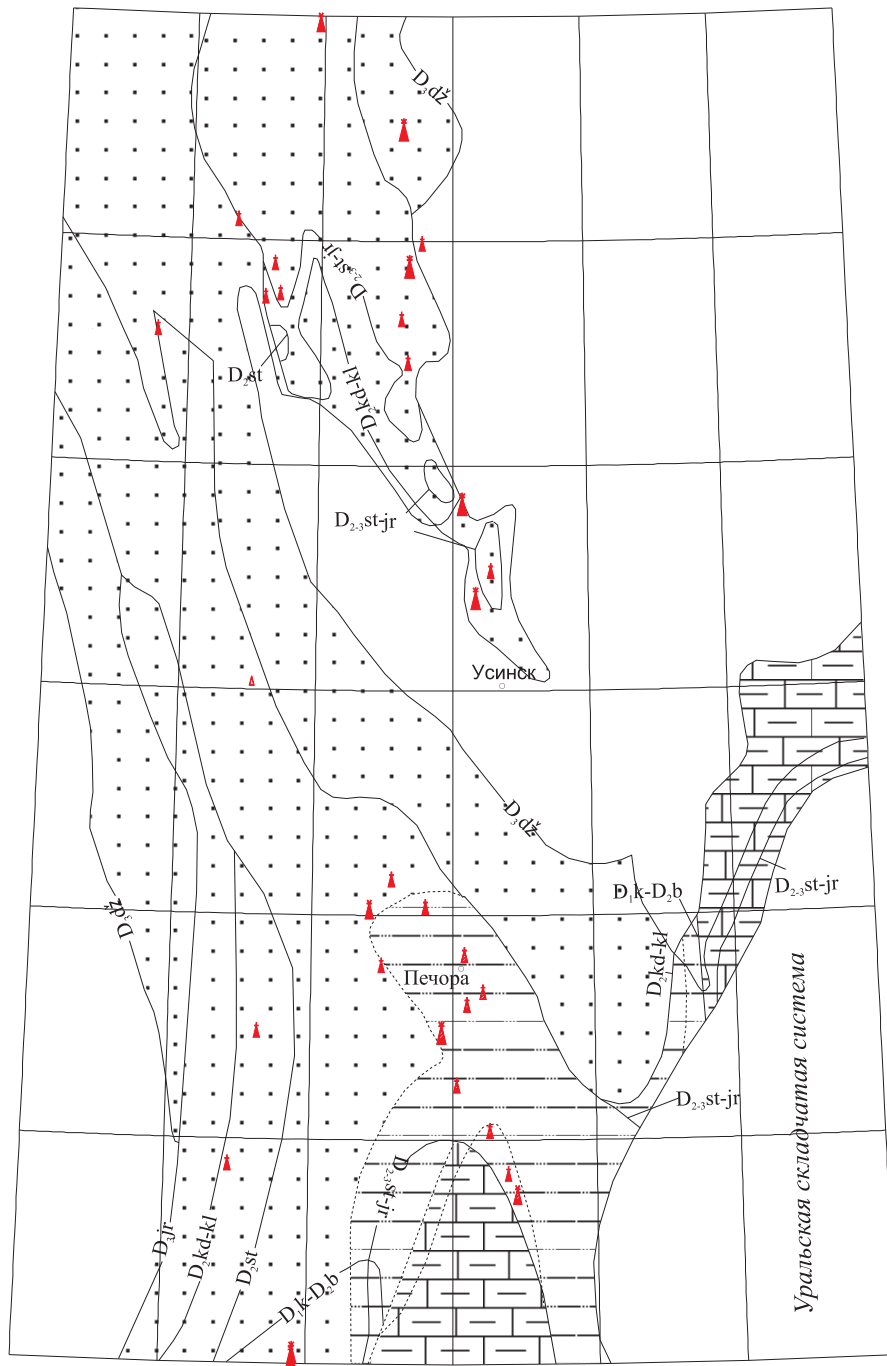 D₃dž
D₂₋₃st-jr
D₂st
D₂kd-kl
D₂₋₃st-jr
Усинск
D₃dž
D₁k-D₂b
D₂₋₃st-jr
D₃dž
D₂kd-kl
Печора
Уральская складчатая система
D₂₋₃st-jr
D₂₋₃st-jr
D₃jr
D₂kd-kl
D₂st
D₁k-D₂b